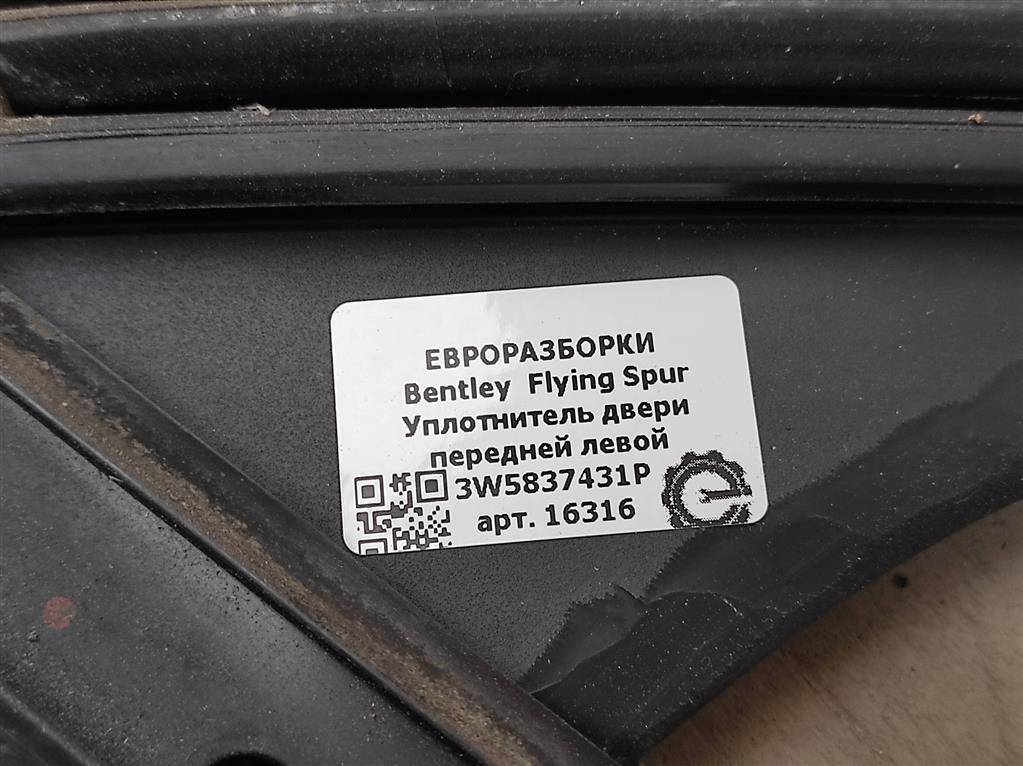 ЕВРОРАЗБОРКИ
Bentley Flying Spur
Уплотнитель двери
передней левой
3W5837431P
арт. 16316